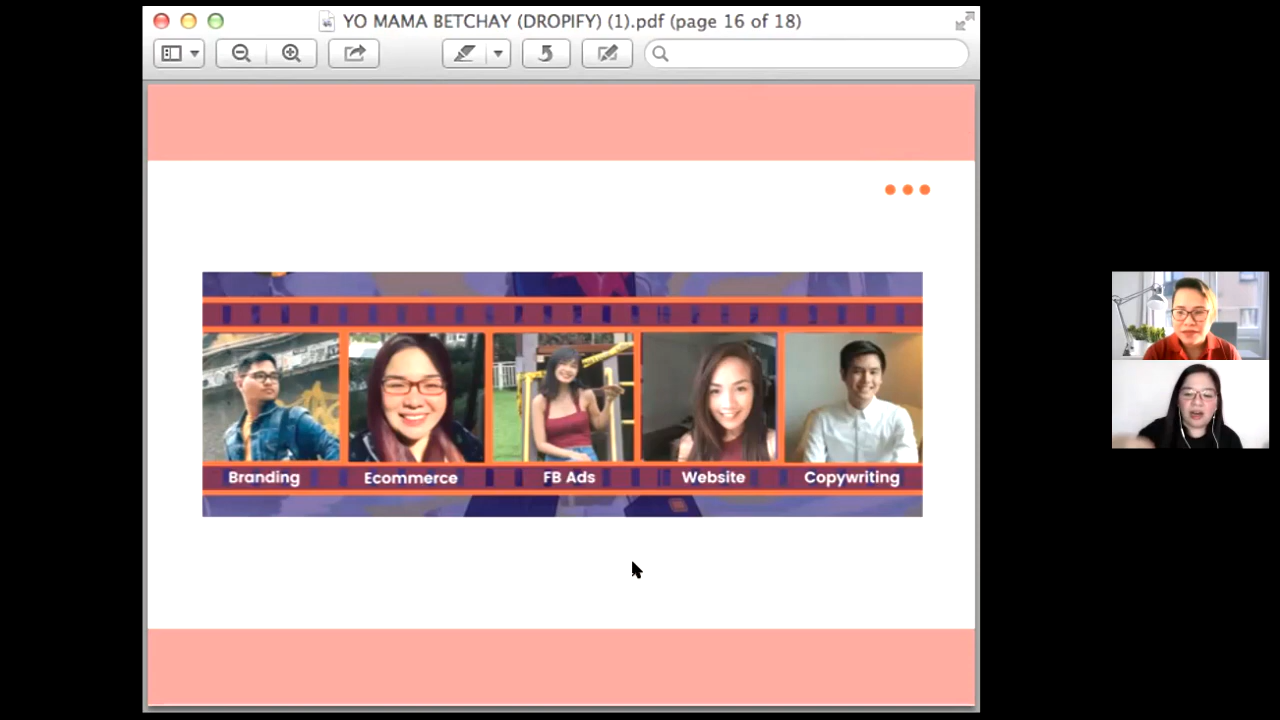 YO MAMA BETCHAY (DROPIFY) (1).pdf (page 16 of 18)
Branding Ecommerce FB Ads Website Copywriting